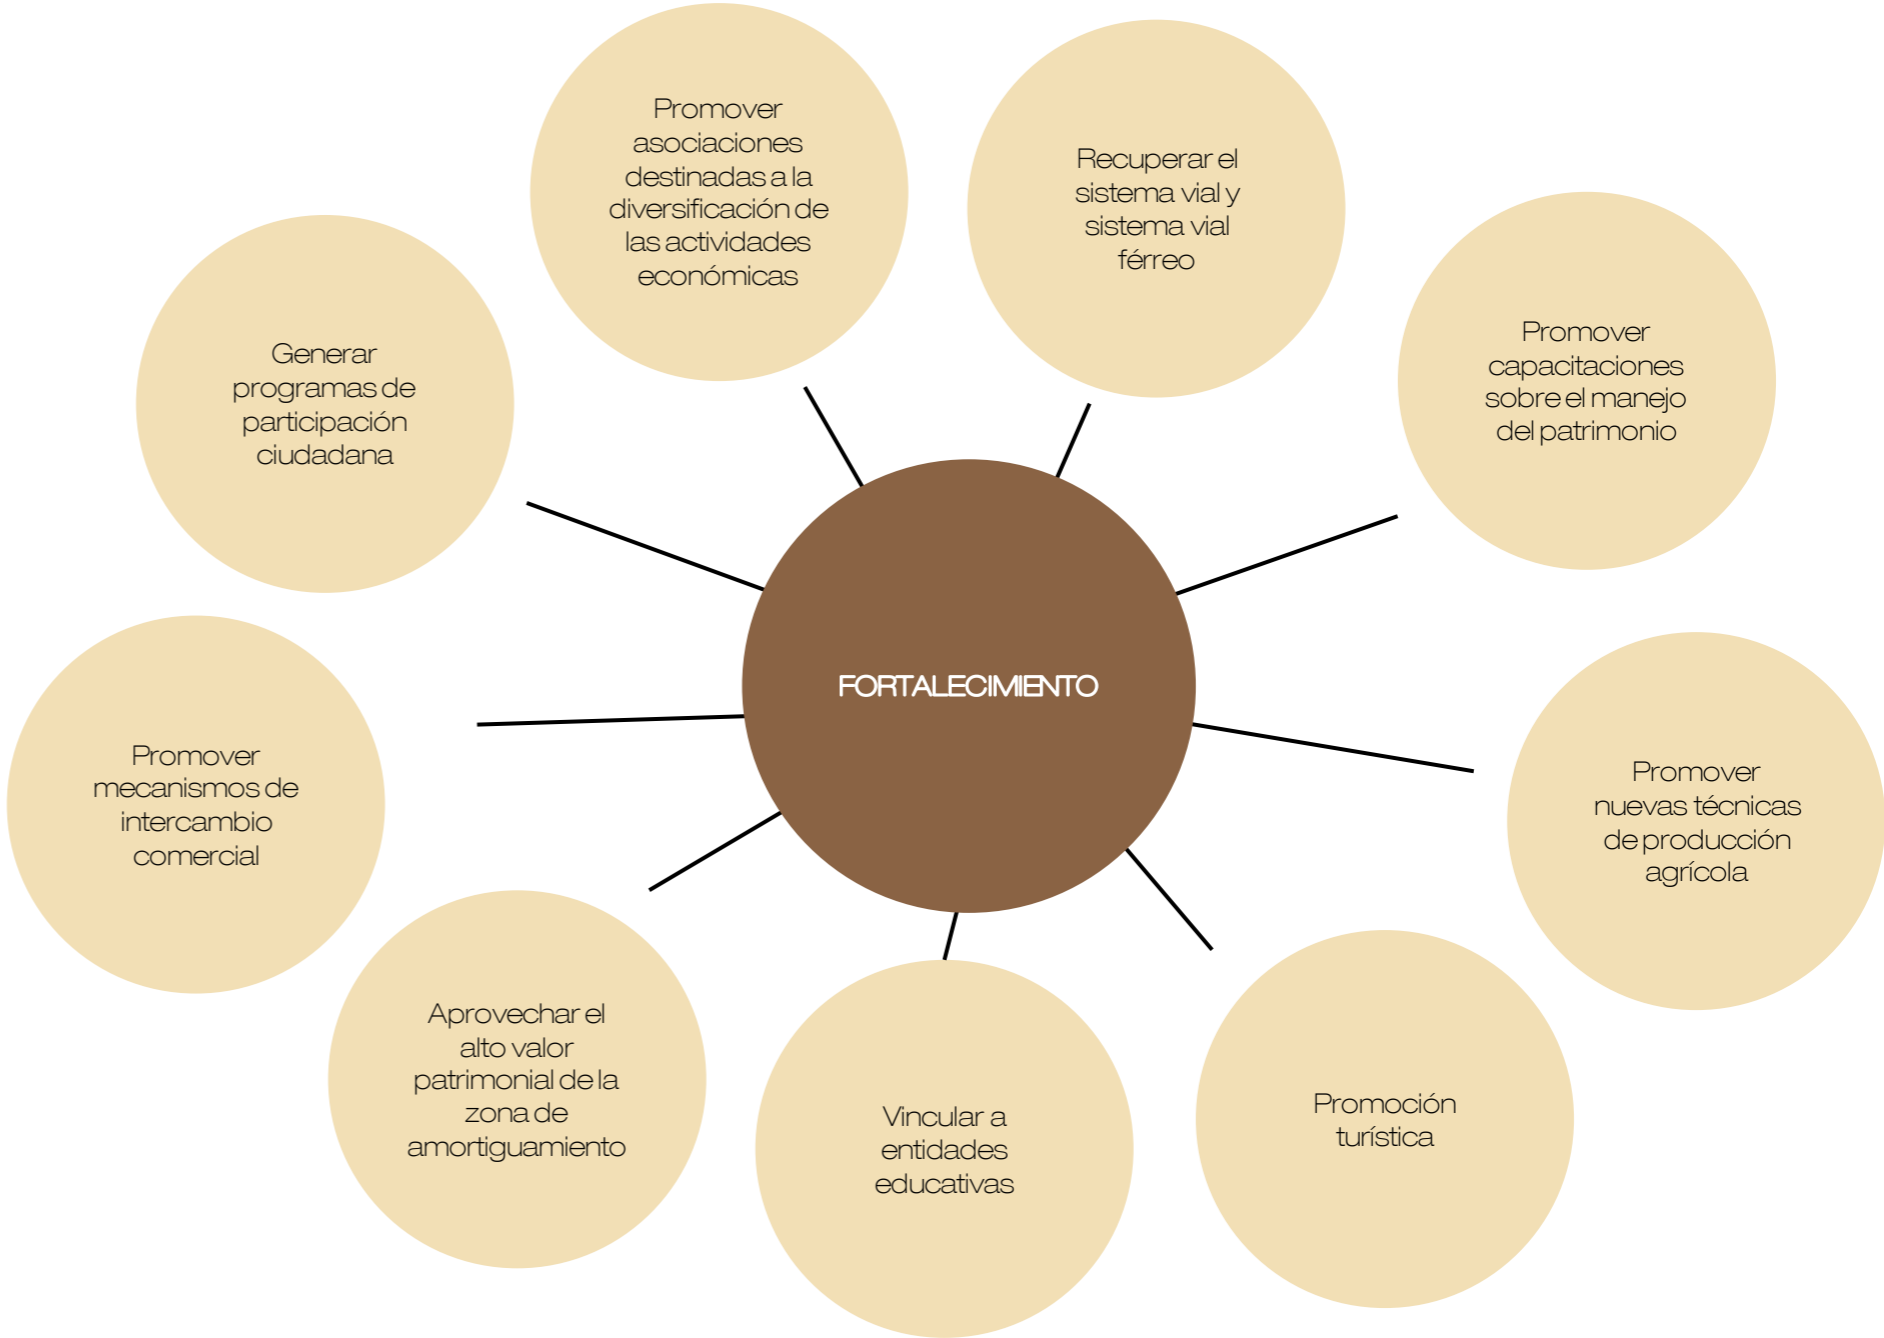 Promover
asociaciones
destinadas a la
diversificación de
las actividades
económicas
Recuperar el
sistema vial y
sistema vial
férreo
Promover
capacitaciones
sobre el manejo
del patrimonio
Generar
programas de
participación
ciudadana
FORTALECIMIENTO
Promover
mecanismos de
intercambio
comercial
Promover
nuevas técnicas
de producción
agrícola
Aprovechar el
alto valor
patrimonial de la
zona de
amortiguamiento
Vincular a
entidades
educativas
Promoción
turística